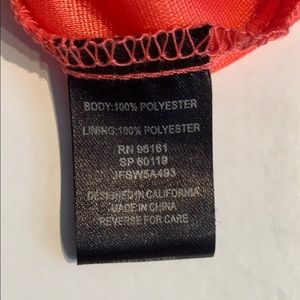 BODY:100% POLYESTER
LINING:100% POLYESTER
RN 96161
SP 60119
JFSW5A493
DESIGNED IN CALIFORNIA
MADE IN CHINA
REVERSE FOR CARE